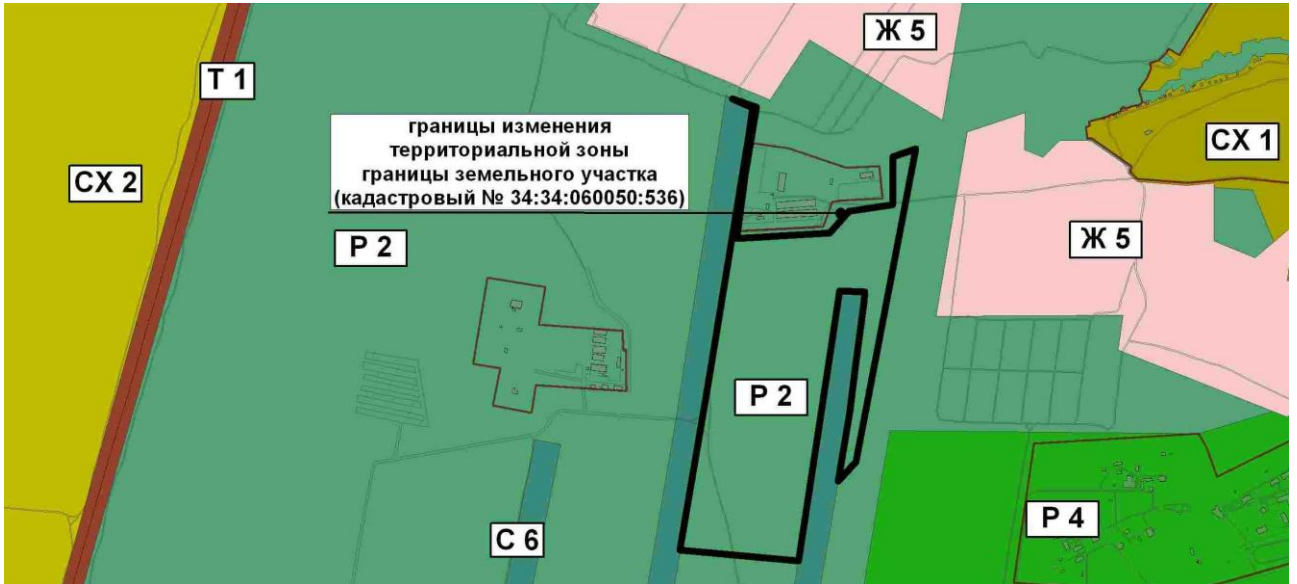 Ж 5
Т 1
границы изменения
территориальной зоны
границы земельного участка
(кадастровый № 34:34:060050:536)
СХ 1
СХ 2
Р 2
Ж 5
Р 2
Р 4
С 6